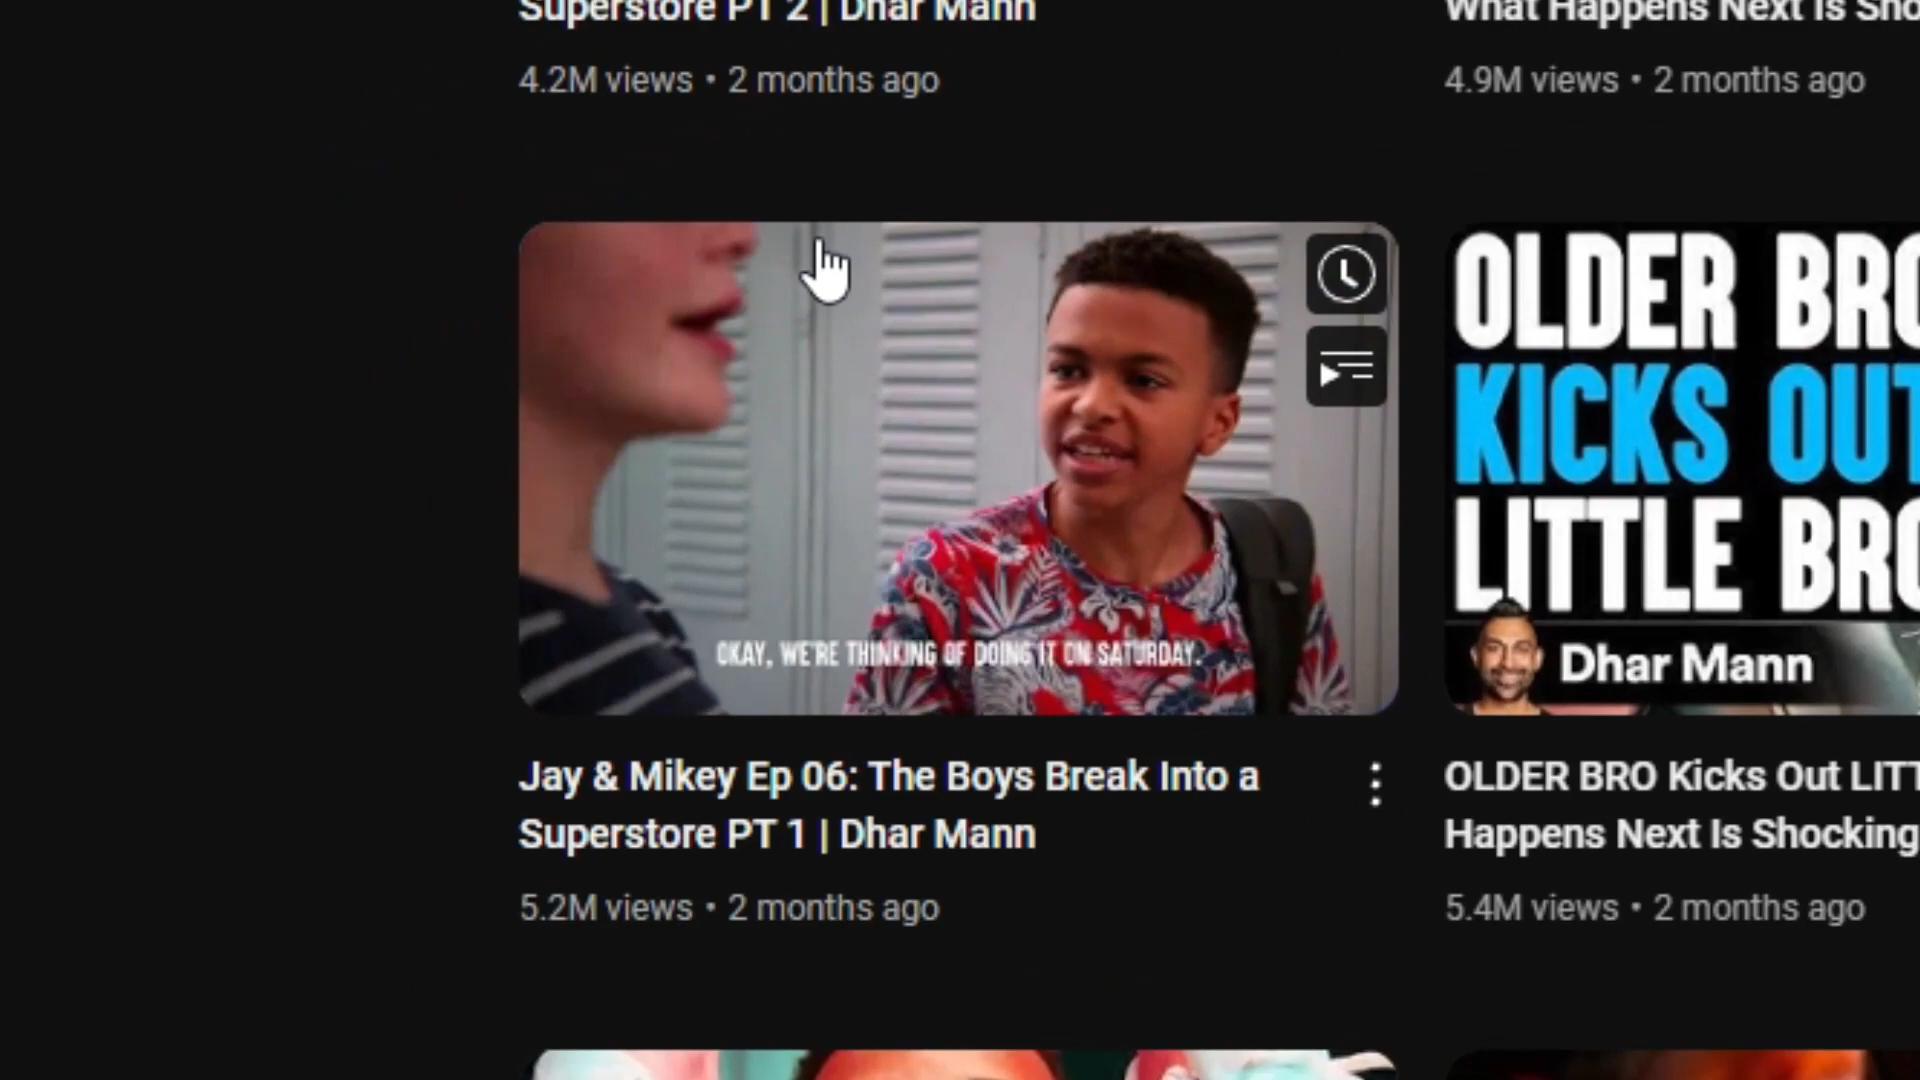 Superstore PT 2 | Dhar Mann
4.2M views • 2 months ago
What Happens Next Is Sho
4.9M views • 2 months ago
OKAY, WE'RE THINKING OF DOING IT ON SATURDAY.
Jay & Mikey Ep 06: The Boys Break Into a
Superstore PT 1 | Dhar Mann
5.2M views • 2 months ago
OLDER BRO
KICKS OUT
LITTLE BRO
Dhar Mann
OLDER BRO Kicks Out LITT
Happens Next Is Shocking
5.4M views • 2 months ago